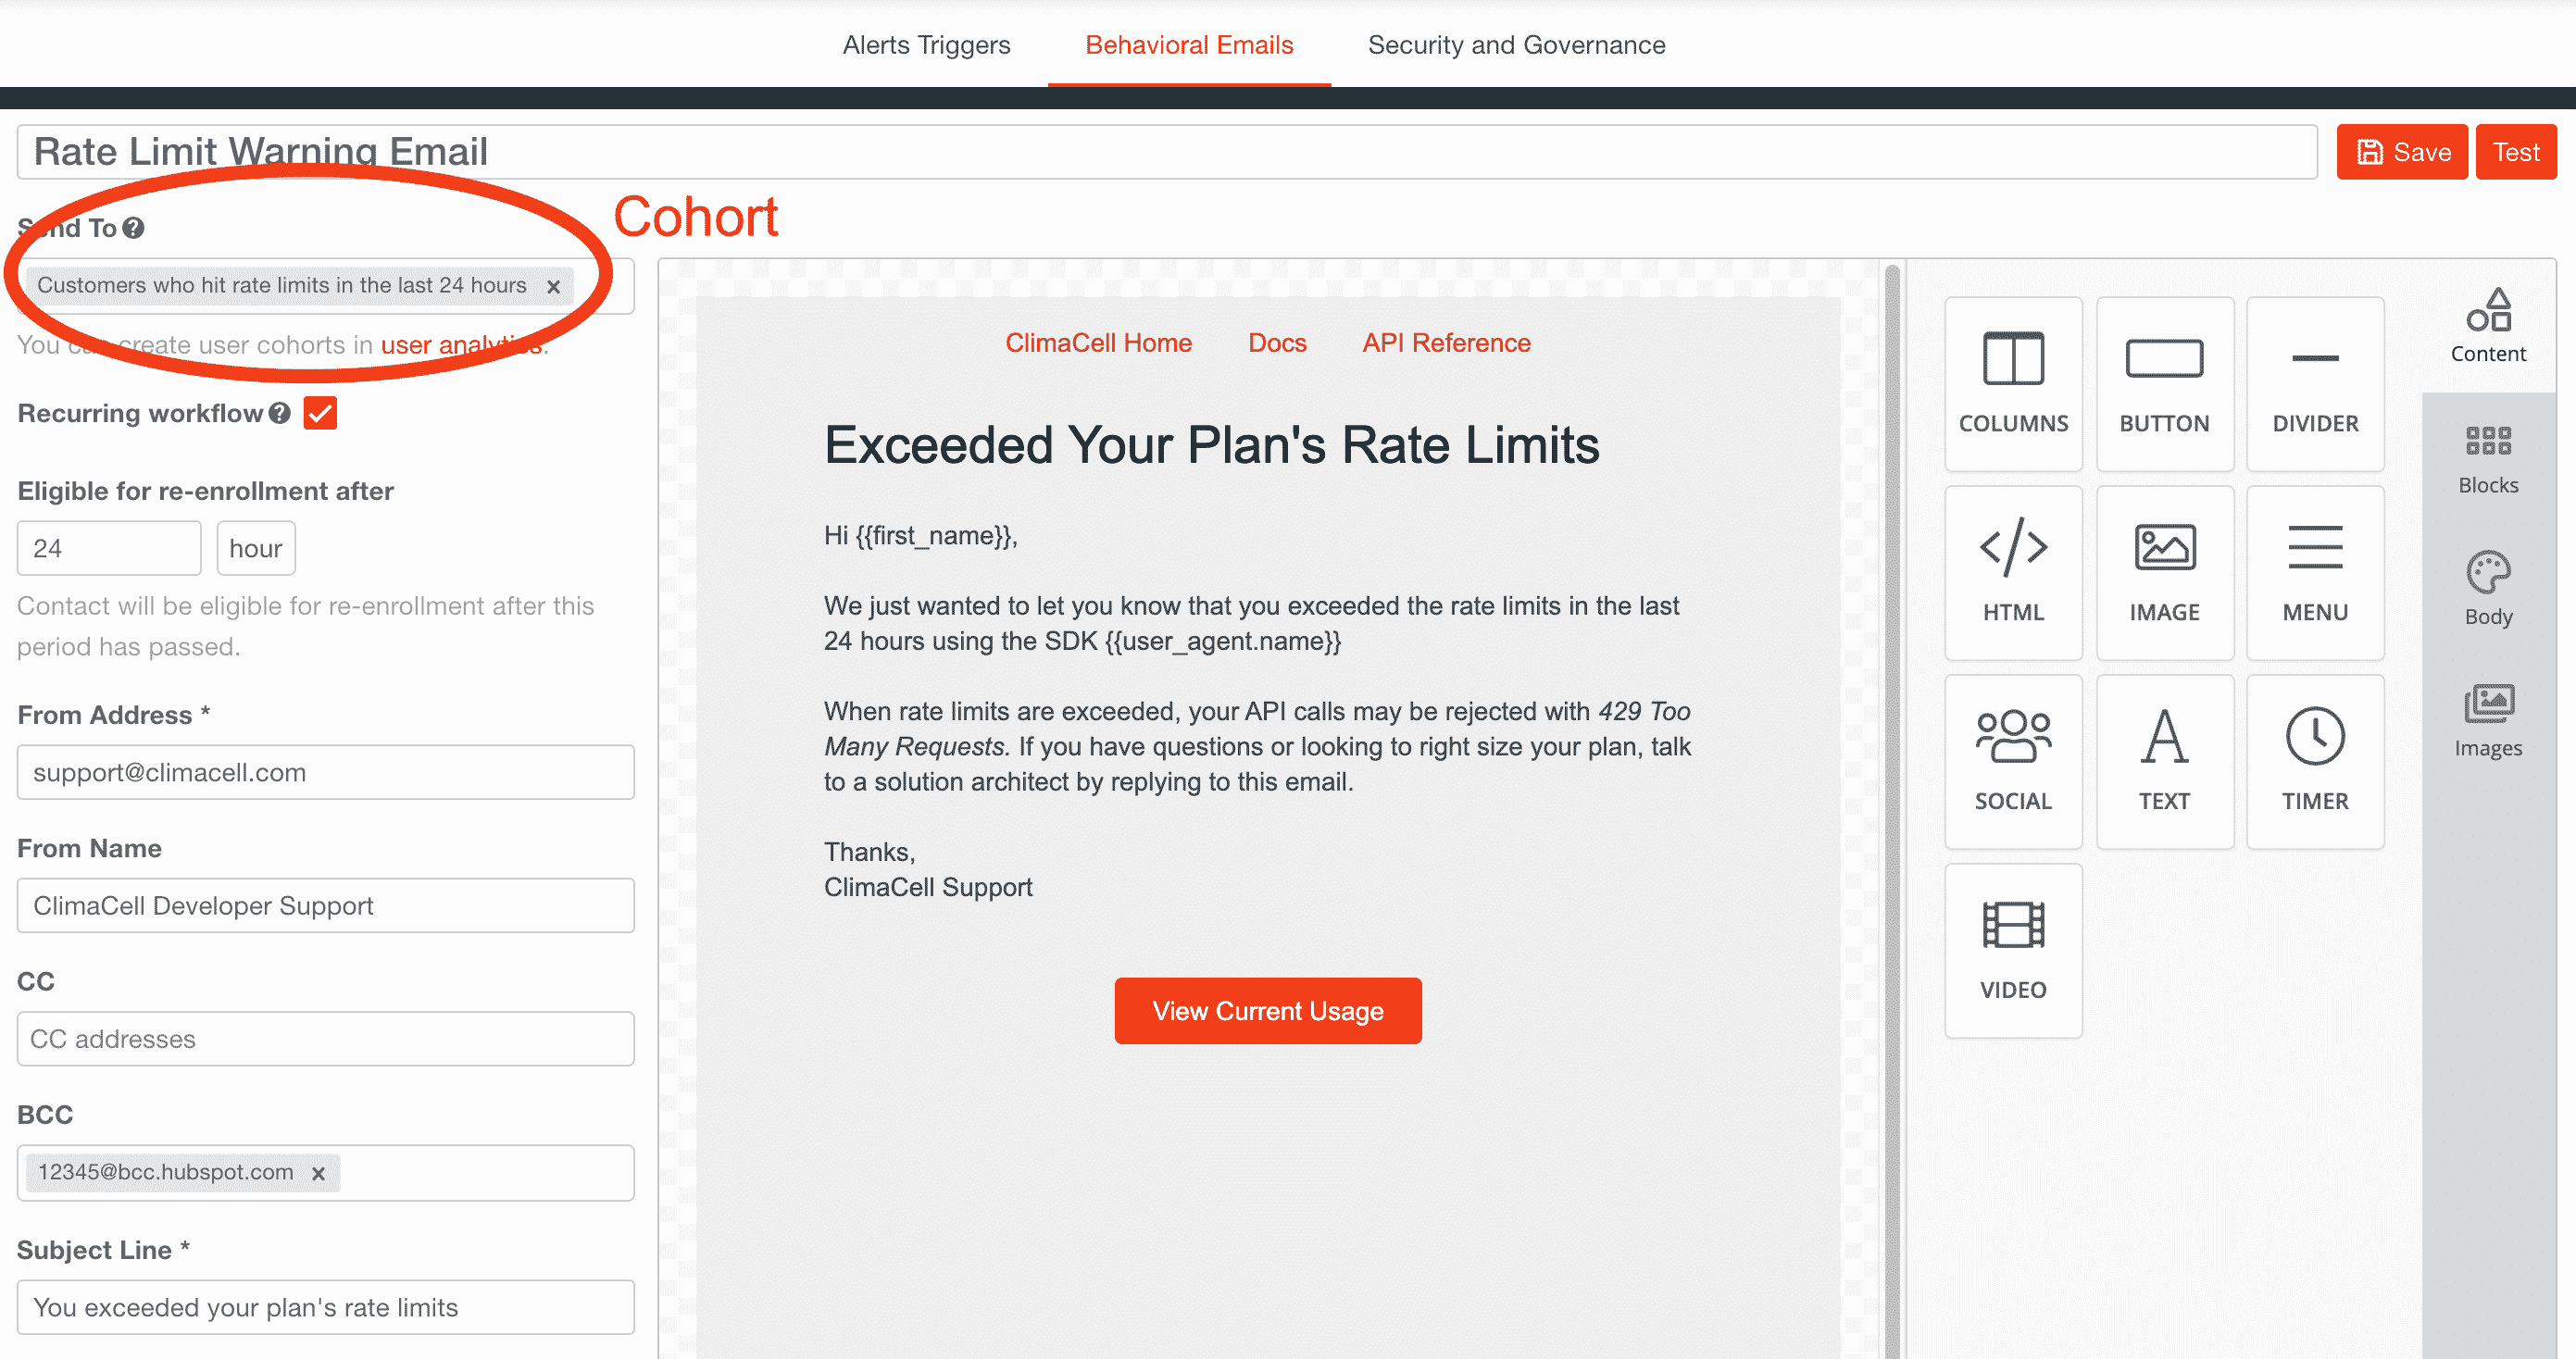 Alerts Triggers
Behavioral Emails
Security and Governance
Rate Limit Warning Email
Save
Test
Send To
Cohort
Customers who hit rate limits in the last 24 hours ×
You can create user cohorts in user analytics.
Recurring workflow
Eligible for re-enrollment after
24
hour
Contact will be eligible for re-enrollment after this
period has passed.
From Address *
support@climacell.com
From Name
ClimaCell Developer Support
CC
CC addresses
BCC
12345@bcc.hubspot.com ×
Subject Line *
You exceeded your plan's rate limits
ClimaCell Home
Docs
API Reference
Exceeded Your Plan's Rate Limits
Hi {{first_name}},
We just wanted to let you know that you exceeded the rate limits in the last
24 hours using the SDK {{user_agent.name}}
When rate limits are exceeded, your API calls may be rejected with 429 Too
Many Requests. If you have questions or looking to right size your plan, talk
to a solution architect by replying to this email.
Thanks,
ClimaCell Support
View Current Usage
COLUMNS
BUTTON
DIVIDER
HTML
IMAGE
MENU
SOCIAL
TEXT
TIMER
VIDEO
Content
Blocks
Body
Images